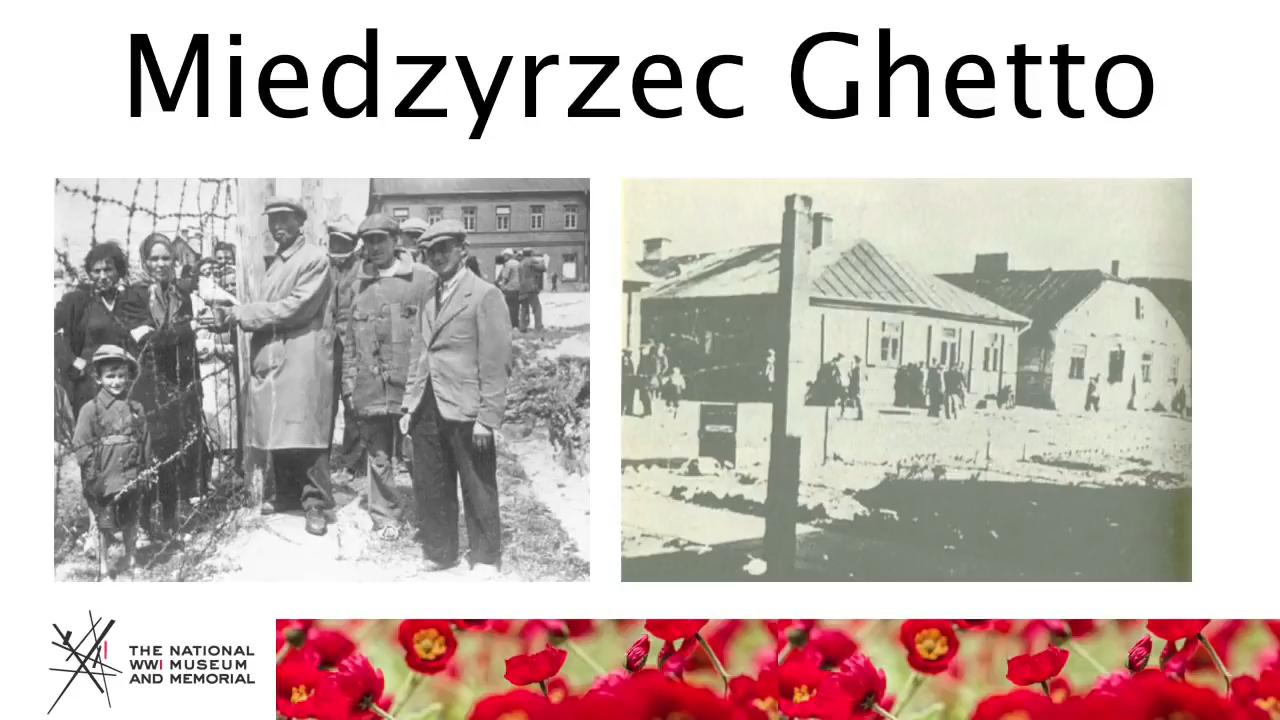 Miedzyrzec Ghetto
THE NATIONAL
WWI MUSEUM
AND MEMORIAL